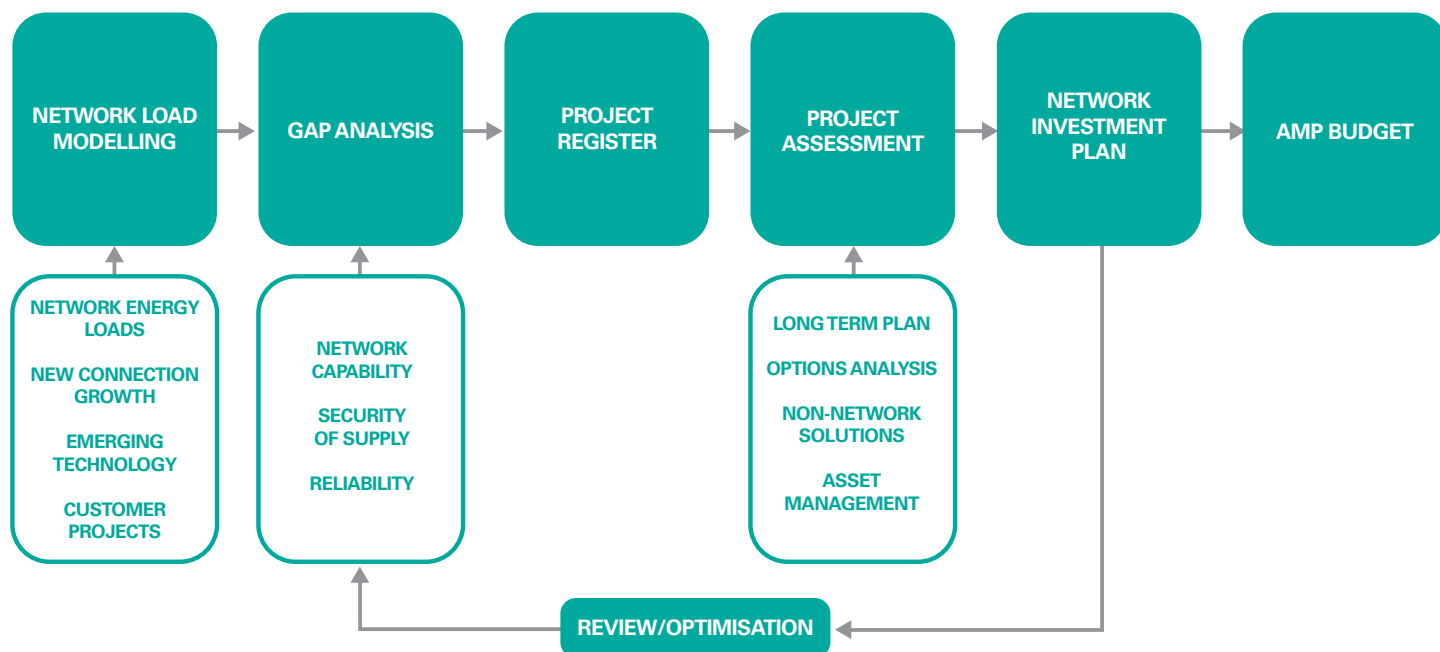 NETWORK LOAD
MODELLING
GAP ANALYSIS
PROJECT
REGISTER
PROJECT
ASSESSMENT
NETWORK
INVESTMENT
PLAN
AMP BUDGET
NETWORK ENERGY
LOADS
NEW CONNECTION
GROWTH
EMERGING
TECHNOLOGY
CUSTOMER
PROJECTS
NETWORK
CAPABILITY
SECURITY
OF SUPPLY
RELIABILITY
LONG TERM PLAN
OPTIONS ANALYSIS
NON-NETWORK
SOLUTIONS
ASSET
MANAGEMENT
REVIEW/OPTIMISATION